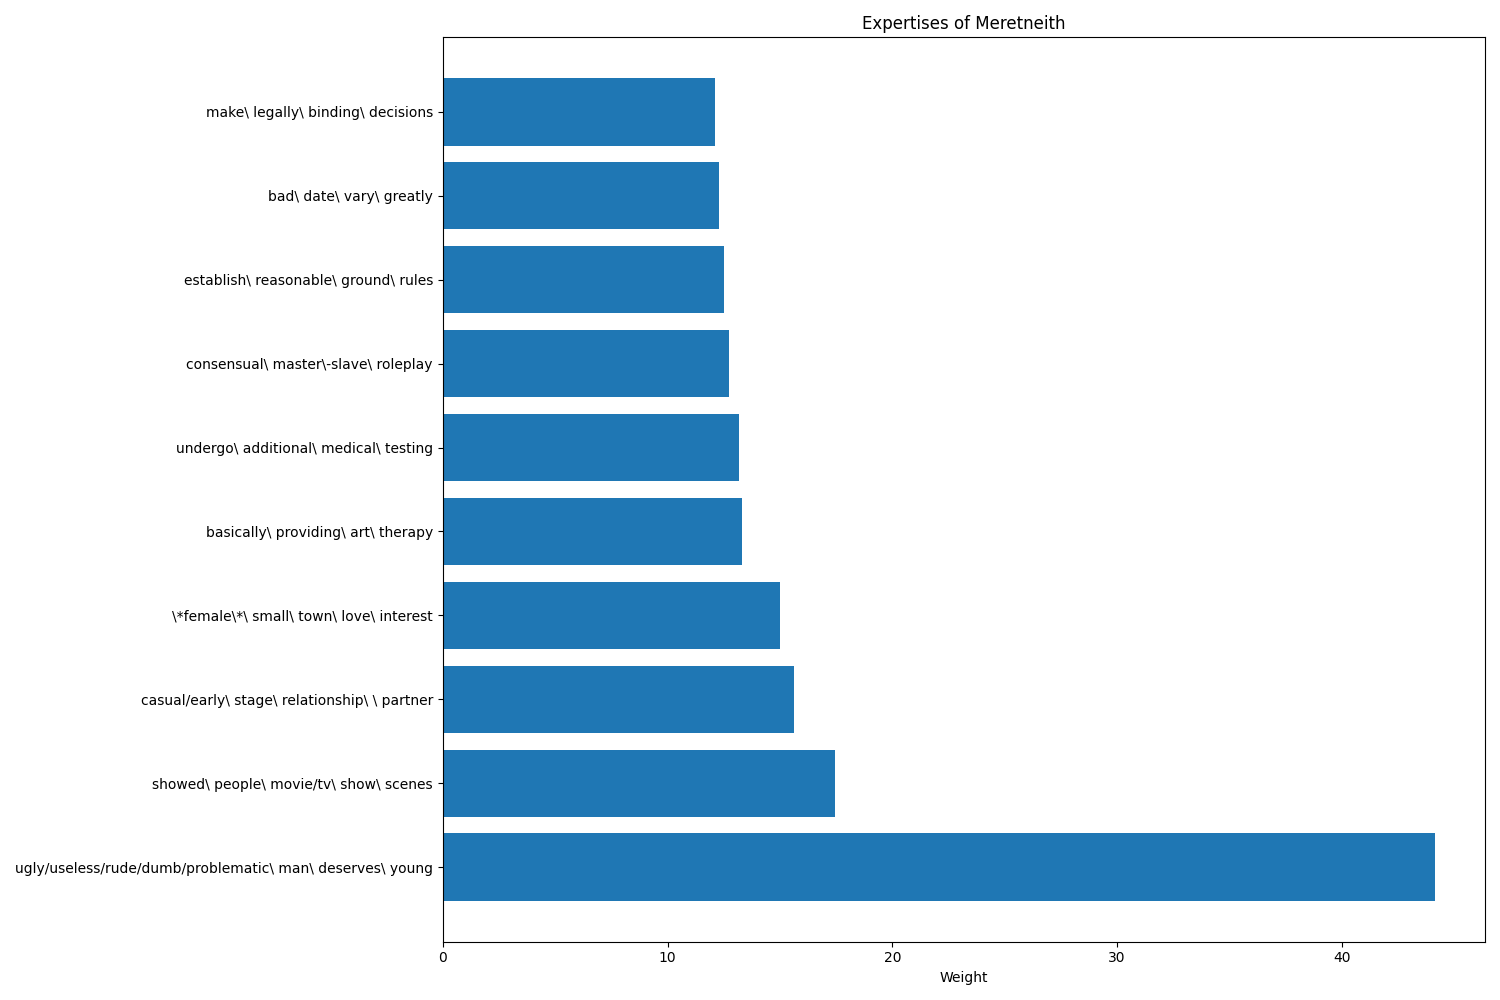 Expertises of Meretneith
make\ legally\ binding\ decisions
bad\ date\ vary\ greatly
establish\ reasonable\ ground\ rules
consensual\ master\-slave\ roleplay
undergo\ additional\ medical\ testing
basically\ providing\ art\ therapy
\*female\*\ small\ town\ love\ interest
casual/early\ stage\ relationship\ \ partner
showed\ people\ movie/tv\ show\ scenes
ugly/useless/rude/dumb/problematic\ man\ deserves\ young
0 10 20 30 40
Weight